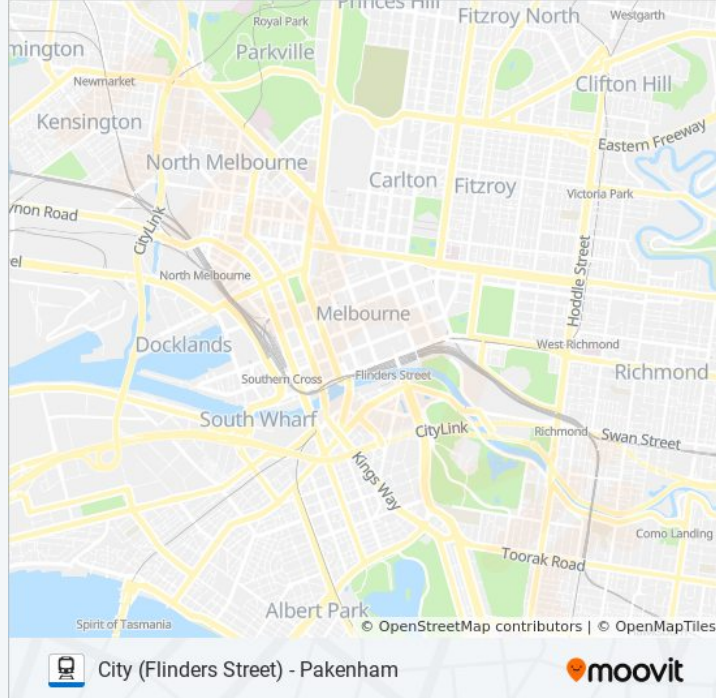 Princes Hill
Royal Park
Fitzroy North
Westgarth
mington
Parkville
Newmarket
Clifton Hill
Kensington
Eastern Freeway
North Melbourne
Carlton
Fitzroy
Victoria Park
ynon Road
CityLink
Hoddle Street
el
North Melbourne
Melbourne
Docklands
West Richmond
Southern Cross
Flinders Street
Richmond
South Wharf
CityLink
Richmond
Swan Street
Kings Way
Como Landing
Toorak Road
Albert Park
Spirit of Tasmania
© OpenStreetMap contributors | © OpenMapTiles
City (Flinders Street) - Pakenham
moovit